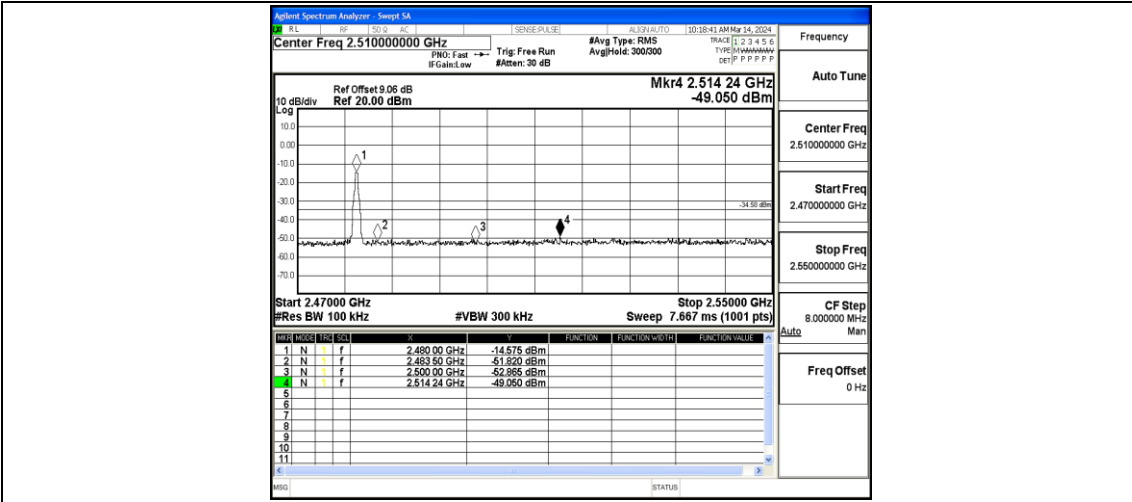 Agilent Spectrum Analyzer - Swept SA
RL RF 50 Ω AC SENSE:PULSE ALIGN AUTO 10:18:41 AM Mar 14, 2024
Center Freq 2.510000000 GHz
PNO: Fast
IFGain:Low
Trig: Free Run
#Atten: 30 dB
#Avg Type: RMS
Avg|Hold: 300/300
TRACE 1 2 3 4 5 6
TYPE
DET P P P P P P
Ref Offset 9.06 dB
10 dB/div Ref 20.00 dBm
Log
Mkr4 2.514 24 GHz
-49.050 dBm
10.0
0.00
-10.0
-20.0
-30.0
-40.0
-50.0
-60.0
-70.0
1
2
3
4
-34.58 dBm
Start 2.47000 GHz Stop 2.55000 GHz
#Res BW 100 kHz #VBW 300 kHz Sweep 7.667 ms (1001 pts)
MKR MODE TRC SCL X Y FUNCTION FUNCTION WIDTH FUNCTION VALUE
1 N 1 f 2.480 00 GHz -14.575 dBm
2 N 1 f 2.483 50 GHz -51.820 dBm
3 N 1 f 2.500 00 GHz -52.865 dBm
4 N 1 f 2.514 24 GHz -49.050 dBm
5
6
7
8
9
10
11
MSG STATUS
Frequency
Auto Tune
Center Freq
2.510000000 GHz
Start Freq
2.470000000 GHz
Stop Freq
2.550000000 GHz
CF Step
8.000000 MHz
Auto Man
Freq Offset
0 Hz